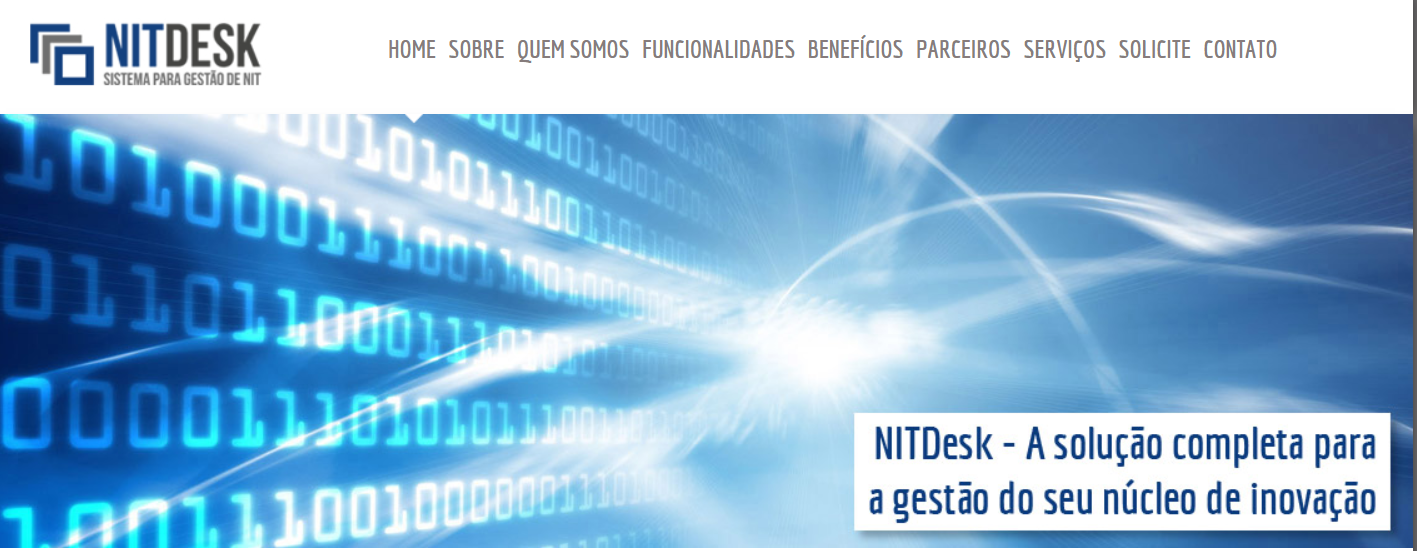 NITDESK
SISTEMA PARA GESTÃO DE NIT
HOME SOBRE QUEM SOMOS FUNCIONALIDADES BENEFÍCIOS PARCEIROS SERVIÇOS SOLICITE CONTATO
NITDesk - A solução completa para
a gestão do seu núcleo de inovação